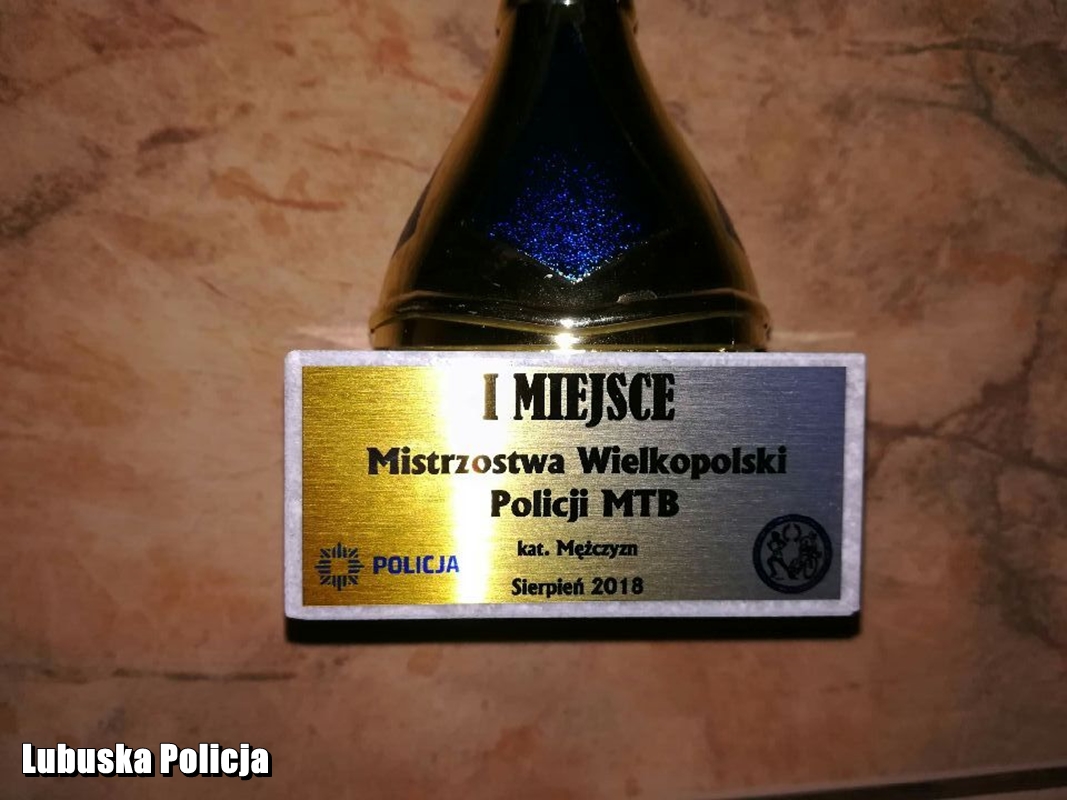 I MIEJSCE
Mistrzostwa Wielkopolski
Policji MTB
kat. Mężczyzn
POLICJA
Sierpień 2018
Lubuska Policja